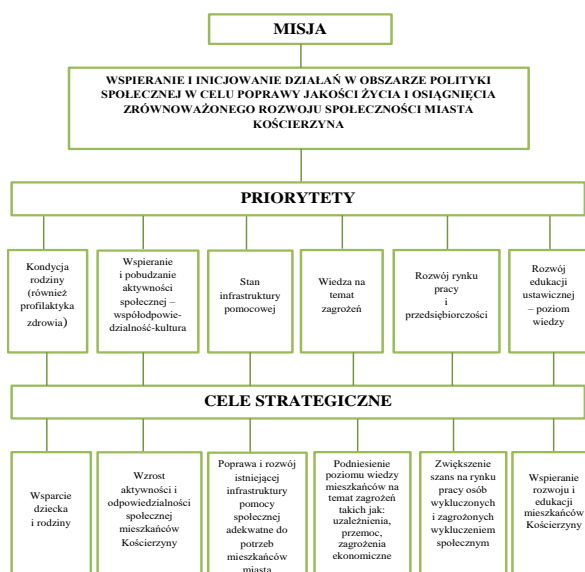 MISJA
WSPIERANIE I INICJOWANIE DZIAŁAŃ W OBSZARZE POLITYKI
SPOŁECZNEJ W CELU POPRAWY JAKOŚCI ŻYCIA I OSIĄGNIĘCIA
ZRÓWNOWAŻONEGO ROZWOJU SPOŁECZNOŚCI MIASTA
KOŚCIERZYNA
PRIORYTETY
Kondycja
rodziny
(również
profilaktyka
zdrowia)
Wspieranie
i pobudzanie
aktywności
społecznej –
współodpowie-
dzialność-kultura
Stan
infrastruktury
pomocowej
Wiedza na
temat
zagrożeń
Rozwój rynku
pracy
i
przedsiębiorczości
Rozwój
edukacji
ustawicznej
– poziom
wiedzy
CELE STRATEGICZNE
Wsparcie
dziecka
i rodziny
Wzrost
aktywności i
odpowiedzialności
społecznej
mieszkańców
Kościerzyny
Poprawa i rozwój
istniejącej
infrastruktury
pomocy
społecznej
adekwatne do
potrzeb
mieszkańców
miasta
Podniesienie
poziomu wiedzy
mieszkańców na
temat zagrożeń
takich jak:
uzależnienia,
przemoc,
zagrożenia
ekonomiczne
Zwiększenie
szans na rynku
pracy osób
wykluczonych
i zagrożonych
wykluczeniem
społecznym
Wspieranie
rozwoju i
edukacji
mieszkańców
Kościerzyny